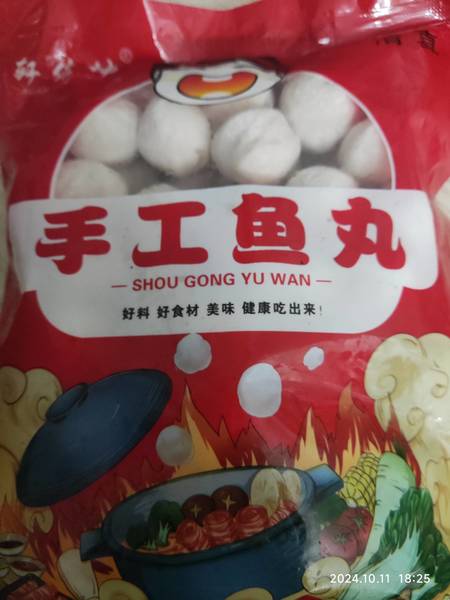 手工鱼丸
— SHOU GONG YU WAN —
好料 好食材 美味 健康吃出来!
2024.10.11 18:25